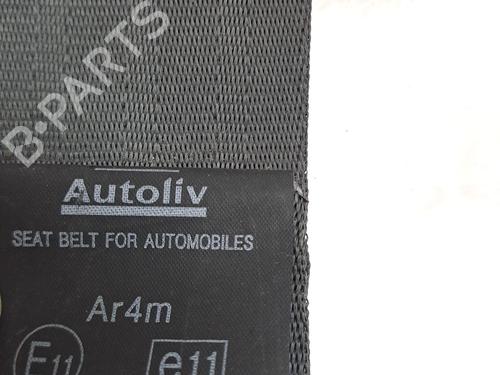 B-PARTS
Autoliv
SEAT BELT FOR AUTOMOBILES
Ar4m
E11 e11